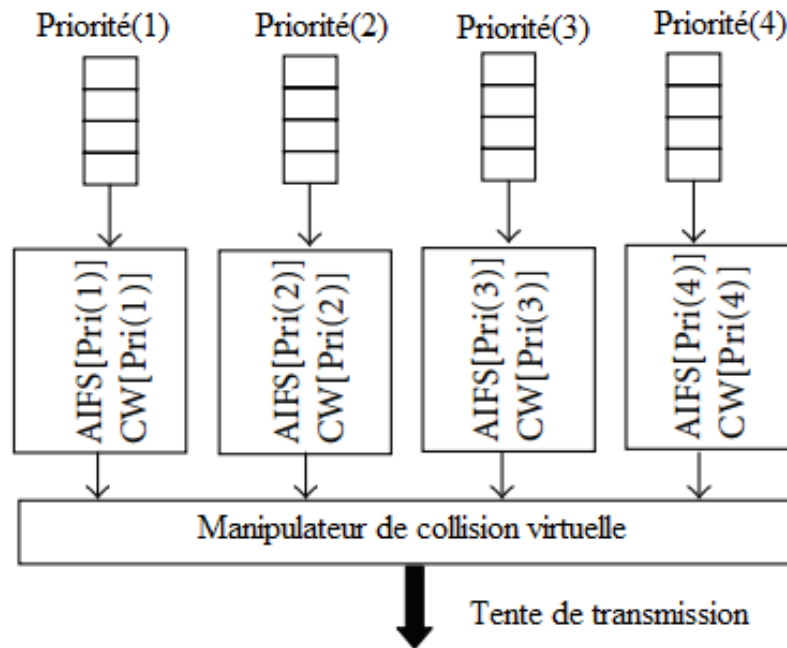 Priorité(1)
Priorité(2)
Priorité(3)
Priorité(4)
AIFS[Pri(1)]
CW[Pri(1)]
AIFS[Pri(2)]
CW[Pri(2)]
AIFS[Pri(3)]
CW[Pri(3)]
AIFS[Pri(4)]
CW[Pri(4)]
Manipulateur de collision virtuelle
Tente de transmission